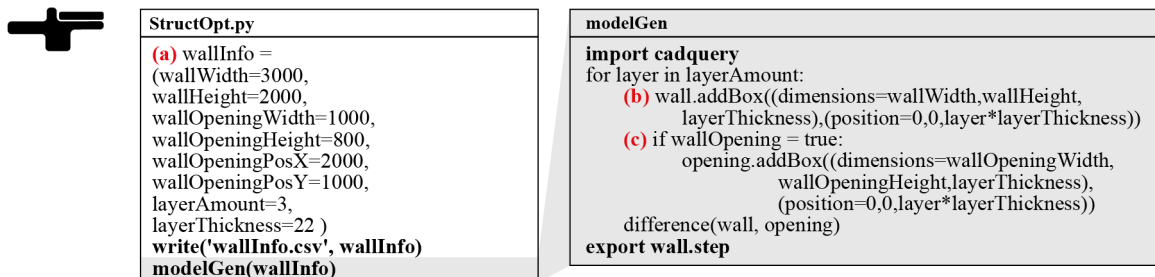 StructOpt.py
(a) wallInfo =
(wallWidth=3000,
wallHeight=2000,
wallOpeningWidth=1000,
wallOpeningHeight=800,
wallOpeningPosX=2000,
wallOpeningPosY=1000,
layerAmount=3,
layerThickness=22 )
write('wallInfo.csv', wallInfo)
modelGen(wallInfo)
modelGen
import cadquery
for layer in layerAmount:
(b) wall.addBox((dimensions=wallWidth,wallHeight,
layerThickness),(position=0,0,layer*layerThickness))
(c) if wallOpening = true:
opening.addBox((dimensions=wallOpeningWidth,
wallOpeningHeight,layerThickness),
(position=0,0,layer*layerThickness))
difference(wall, opening)
export wall.step